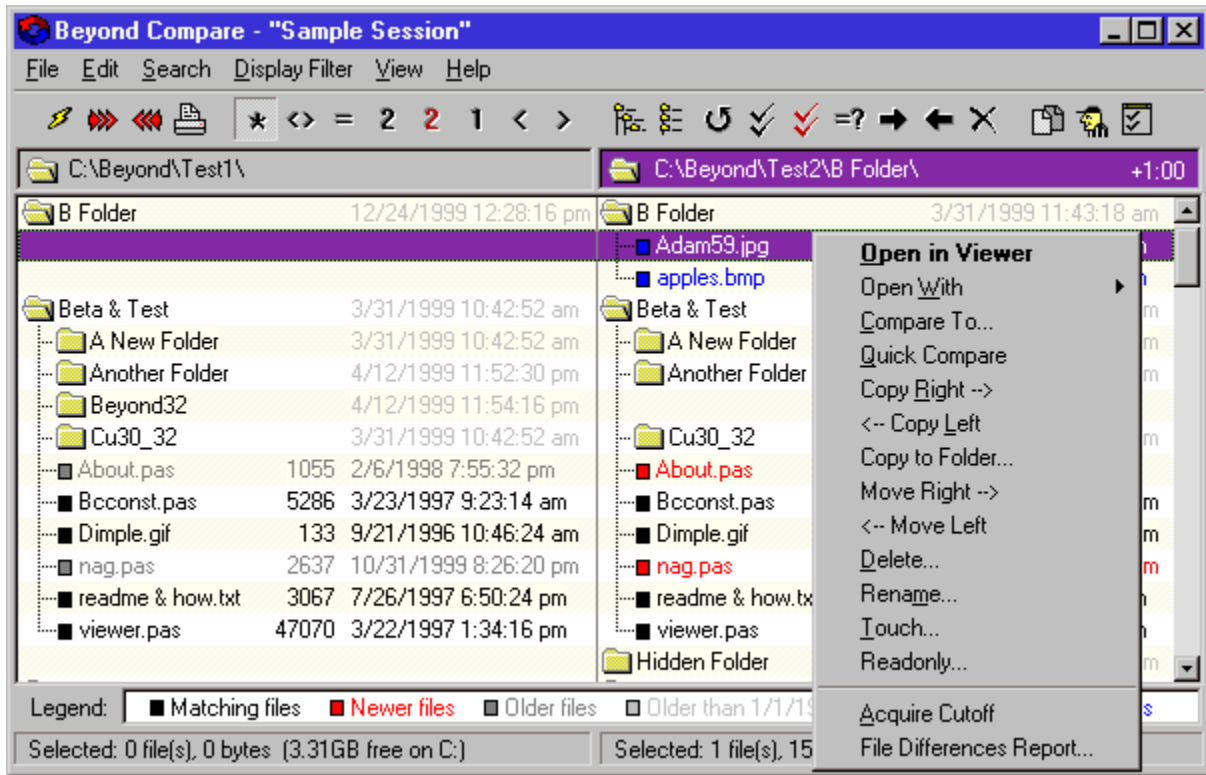 Beyond Compare - "Sample Session"
File Edit Search Display Filter View Help
* <> = 2 2 1 < > =?
C:\Beyond\Test1\ C:\Beyond\Test2\B Folder\ +1:00
B Folder 12/24/1999 12:28:16 pm B Folder 3/31/1999 11:43:18 am
Adam59.jpg
apples.bmp
Beta & Test 3/31/1999 10:42:52 am Beta & Test
A New Folder 3/31/1999 10:42:52 am A New Folder
Another Folder 4/12/1999 11:52:30 pm Another Folder
Beyond32 4/12/1999 11:54:16 pm
Cu30_32 3/31/1999 10:42:52 am Cu30_32
About.pas 1055 2/6/1998 7:55:32 pm About.pas
Bcconst.pas 5286 3/23/1997 9:23:14 am Bcconst.pas
Dimple.gif 133 9/21/1996 10:46:24 am Dimple.gif
nag.pas 2637 10/31/1999 8:26:20 pm nag.pas
readme & how.txt 3067 7/26/1997 6:50:24 pm readme & how.tx
viewer.pas 47070 3/22/1997 1:34:16 pm viewer.pas
Hidden Folder
Open in Viewer
Open With
Compare To...
Quick Compare
Copy Right -->
<-- Copy Left
Copy to Folder...
Move Right -->
<-- Move Left
Delete...
Rename...
Touch...
Readonly...
Acquire Cutoff
File Differences Report...
Legend: Matching files Newer files Older files Older than 1/1/19
Selected: 0 file(s), 0 bytes (3.31GB free on C:) Selected: 1 file(s), 15